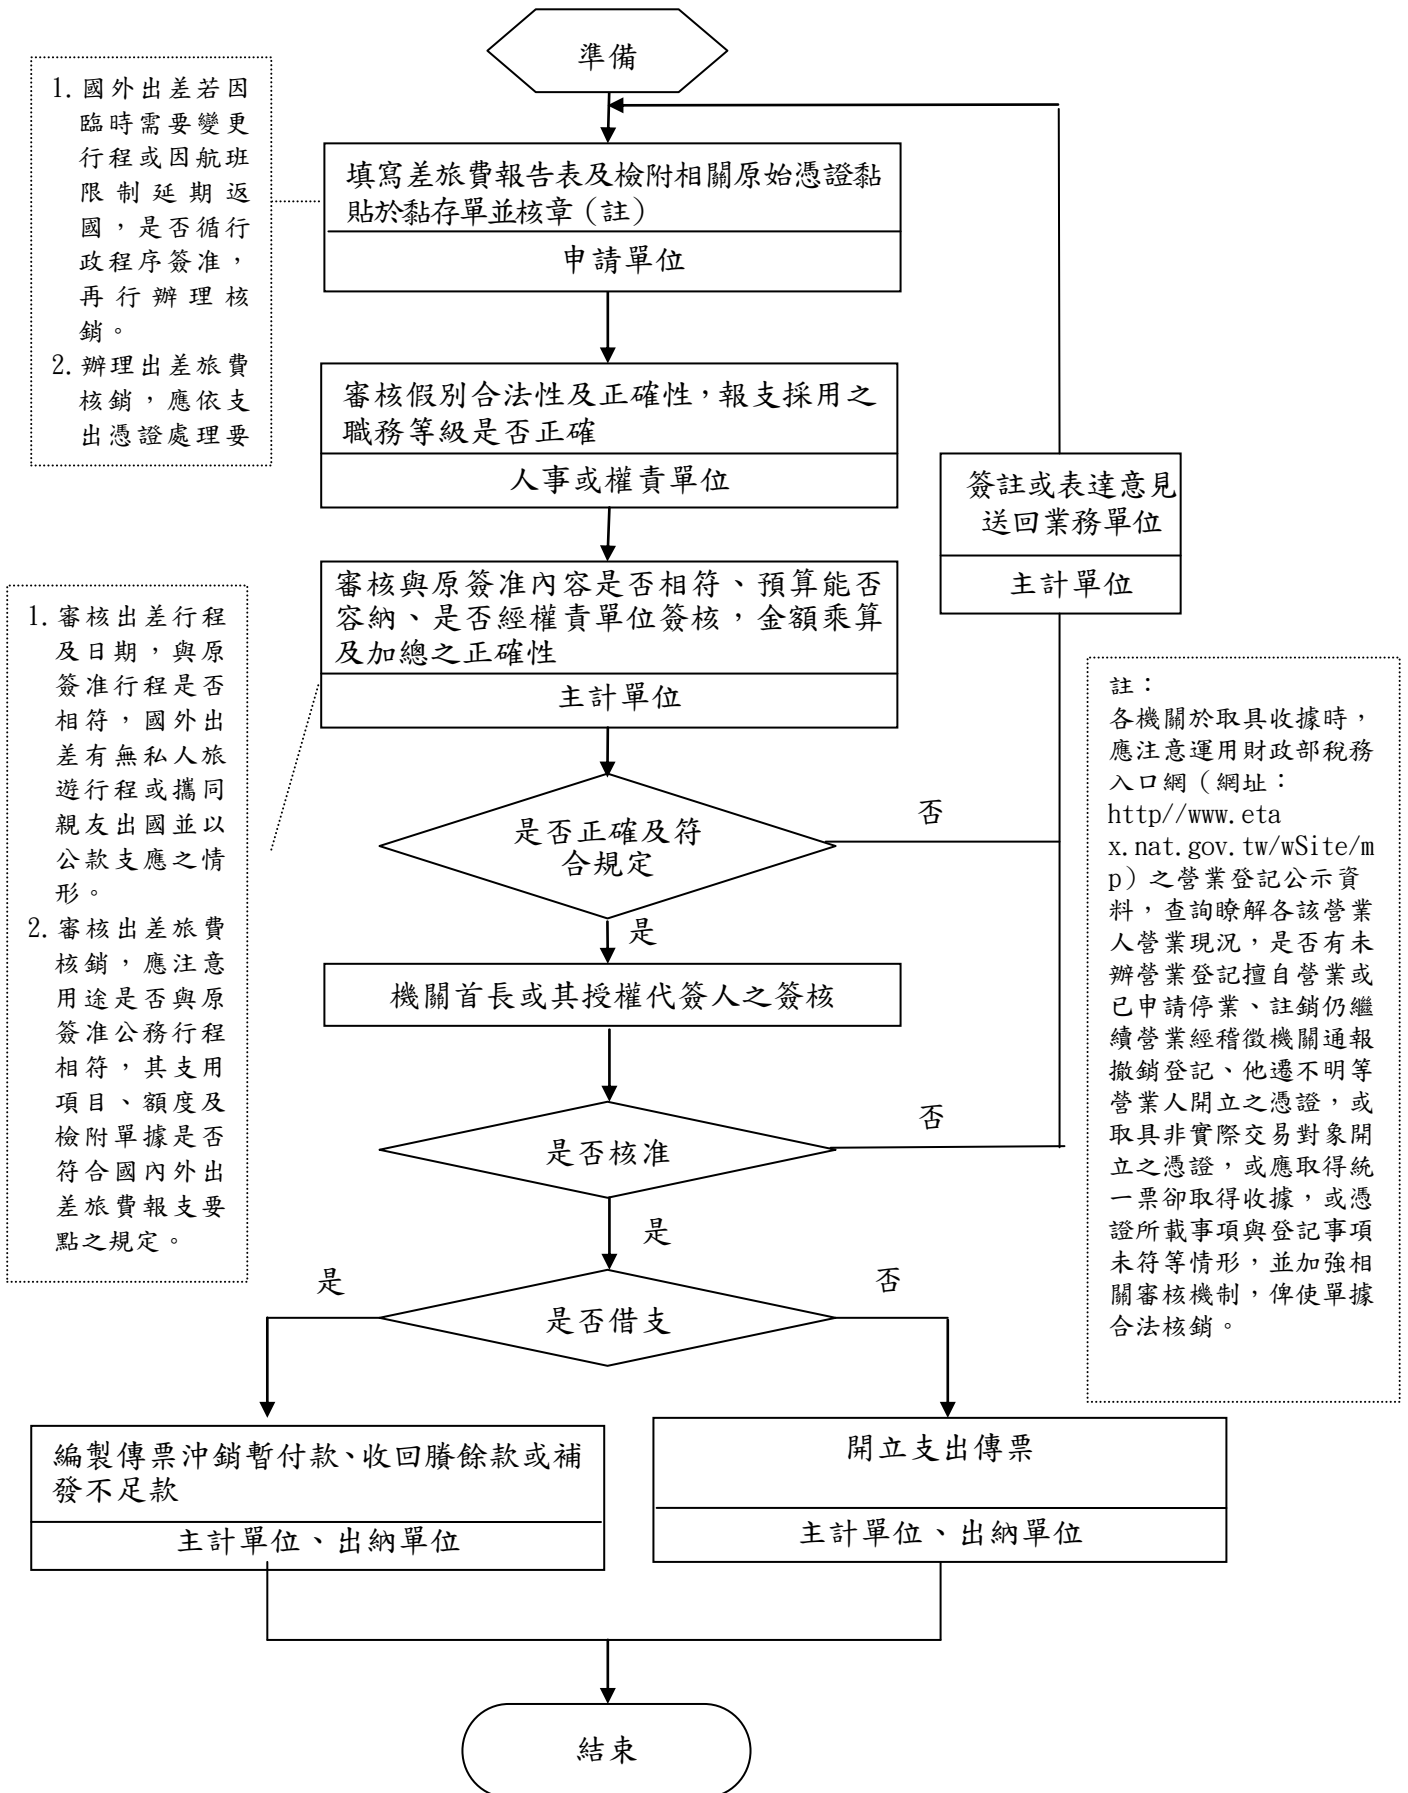 準備
1. 國外出差若因
臨時需要變更
行程或因航班
限制延期返
國，是否循行
政程序簽准，
再行辦理核
銷。
2. 辦理出差旅費
核銷，應依支
出憑證處理要
填寫差旅費報告表及檢附相關原始憑證黏
貼於黏存單並核章（註）
申請單位
審核假別合法性及正確性，報支採用之
職務等級是否正確
人事或權責單位
簽註或表達意見
送回業務單位
主計單位
審核與原簽准內容是否相符、預算能否
容納、是否經權責單位簽核，金額乘算
及加總之正確性
主計單位
1. 審核出差行程
及日期，與原
簽准行程是否
相符，國外出
差有無私人旅
遊行程或攜同
親友出國並以
公款支應之情
形。
2. 審核出差旅費
核銷，應注意
用途是否與原
簽准公務行程
相符，其支用
項目、額度及
檢附單據是否
符合國內外出
差旅費報支要
點之規定。
註：
各機關於取具收據時，
應注意運用財政部稅務
入口網（網址：
http//www.eta
x.nat.gov.tw/wSite/m
p）之營業登記公示資
料，查詢瞭解各該營業
人營業現況，是否有未
辦營業登記擅自營業或
已申請停業、註銷仍繼
續營業經稽徵機關通報
撤銷登記、他遷不明等
營業人開立之憑證，或
取具非實際交易對象開
立之憑證，或應取得統
一票卻取得收據，或憑
證所載事項與登記事項
未符等情形，並加強相
關審核機制，俾使單據
合法核銷。
是否正確及符
合規定
否
是
機關首長或其授權代簽人之簽核
是否核准
否
是
是否借支
是
否
編製傳票沖銷暫付款、收回賸餘款或補
發不足款
主計單位、出納單位
開立支出傳票
主計單位、出納單位
結束